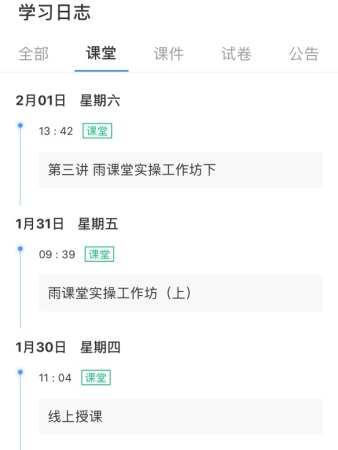 学习日志
全部 课堂 课件 试卷 公告
2月01日 星期六
13 : 42 课堂
第三讲 雨课堂实操工作坊下
1月31日 星期五
09 : 39 课堂
雨课堂实操工作坊（上）
1月30日 星期四
11 : 04 课堂
线上授课